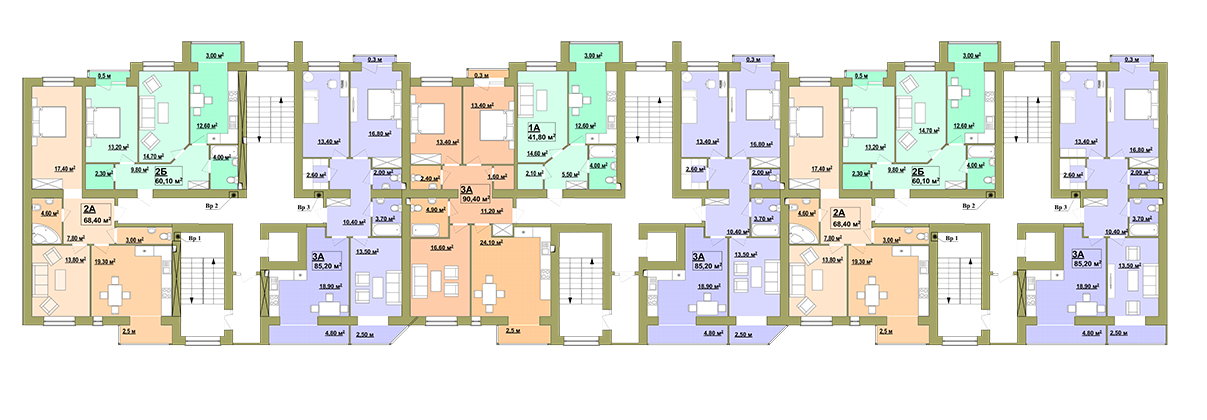 3,00 м²
0,3 м
3,00 м²
0,3 м
3,00 м²
0,3 м
0,5 м
0,3 м
0,5 м
13,40 м²
12,60 м²
16,80 м²
1А
41,80 м²
12,60 м²
14,70 м²
12,60 м²
13,20 м²
14,70 м²
13,40 м²
13,40 м²
14,60 м²
13,40 м²
16,80 м²
13,20 м²
13,40 м²
16,80 м²
17,40 м²
2,30 м²
9,80 м²
4,00 м²
2Б
60,10 м²
2,60 м²
2,00 м²
2,40 м²
1,60 м²
2,10 м²
5,50 м²
4,00 м²
2,60 м²
2,00 м²
17,40 м²
2,30 м²
9,80 м²
4,00 м²
2Б
60,10 м²
2,60 м²
2,00 м²
3А
90,40 м²
4,60 м²
2А
68,40 м²
Вр 2
Вр 3
10,40 м²
3,70 м²
4,90 м²
11,20 м²
3,70 м²
10,40 м²
4,60 м²
2А
68,40 м²
Вр 2
Вр 3
3,70 м²
10,40 м²
7,80 м²
3,00 м²
Вр 1
16,60 м²
24,10 м²
7,80 м²
3,00 м²
Вр 1
13,80 м²
19,30 м²
3А
85,20 м²
13,50 м²
3А
85,20 м²
13,50 м²
13,80 м²
19,30 м²
3А
85,20 м²
13,50 м²
18,90 м²
18,90 м²
18,90 м²
2,5 м
4,80 м²
2,50 м²
2,5 м
4,80 м²
2,50 м²
2,5 м
4,80 м²
2,50 м²